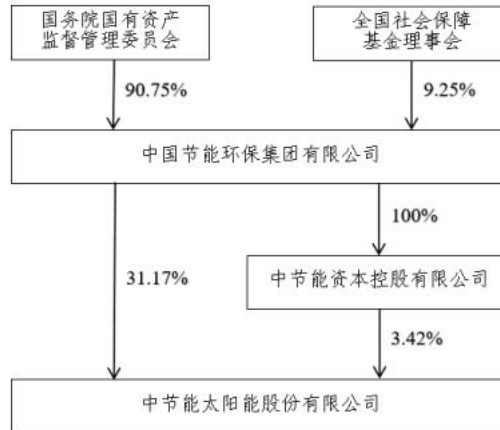 国务院国有资产
监督管理委员会
全国社会保障
基金理事会
90.75%
9.25%
中国节能环保集团有限公司
100%
31.17%
中节能资本控股有限公司
3.42%
中节能太阳能股份有限公司